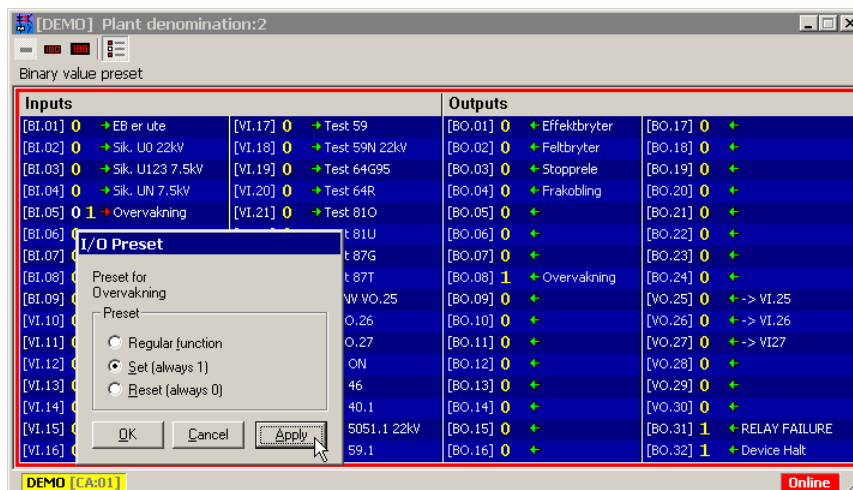 [DEMO] Plant denomination:2
Binary value preset
Inputs Outputs
[BI.01] 0 EB er ute [VI.17] 0 Test 59 [BO.01] 0 Effektbryter [BO.17] 0
[BI.02] 0 Sik. U0 22kV [VI.18] 0 Test 59N 22kV [BO.02] 0 Feltbryter [BO.18] 0
[BI.03] 0 Sik. U123 7.5kV [VI.19] 0 Test 64G95 [BO.03] 0 Stopprele [BO.19] 0
[BI.04] 0 Sik. UN 7.5kV [VI.20] 0 Test 64R [BO.04] 0 Frakobling [BO.20] 0
[BI.05] 0 1 Overvakning [VI.21] 0 Test 81O [BO.05] 0 [BO.21] 0
[BI.06] t 81U [BO.06] 0 [BO.22] 0
[BI.07] t 87G [BO.07] 0 [BO.23] 0
[BI.08] t 87T [BO.08] 1 Overvakning [BO.24] 0
[BI.09] VO.25 [BO.09] 0 [VO.25] 0 -> VI.25
[VI.10] O.26 [BO.10] 0 [VO.26] 0 -> VI.26
[VI.11] O.27 [BO.11] 0 [VO.27] 0 -> VI27
[VI.12] ON [BO.12] 0 [VO.28] 0
[VI.13] 46 [BO.13] 0 [VO.29] 0
[VI.14] 40.1 [BO.14] 0 [VO.30] 0
[VI.15] 5051.1 22kV [BO.15] 0 [BO.31] 1 RELAY FAILURE
[VI.16] 59.1 [BO.16] 0 [BO.32] 1 Device Halt
I/O Preset
Preset for
Overvakning
Preset
Regular function
Set (always 1)
Reset (always 0)
OK Cancel Apply
DEMO [CA:01] Online